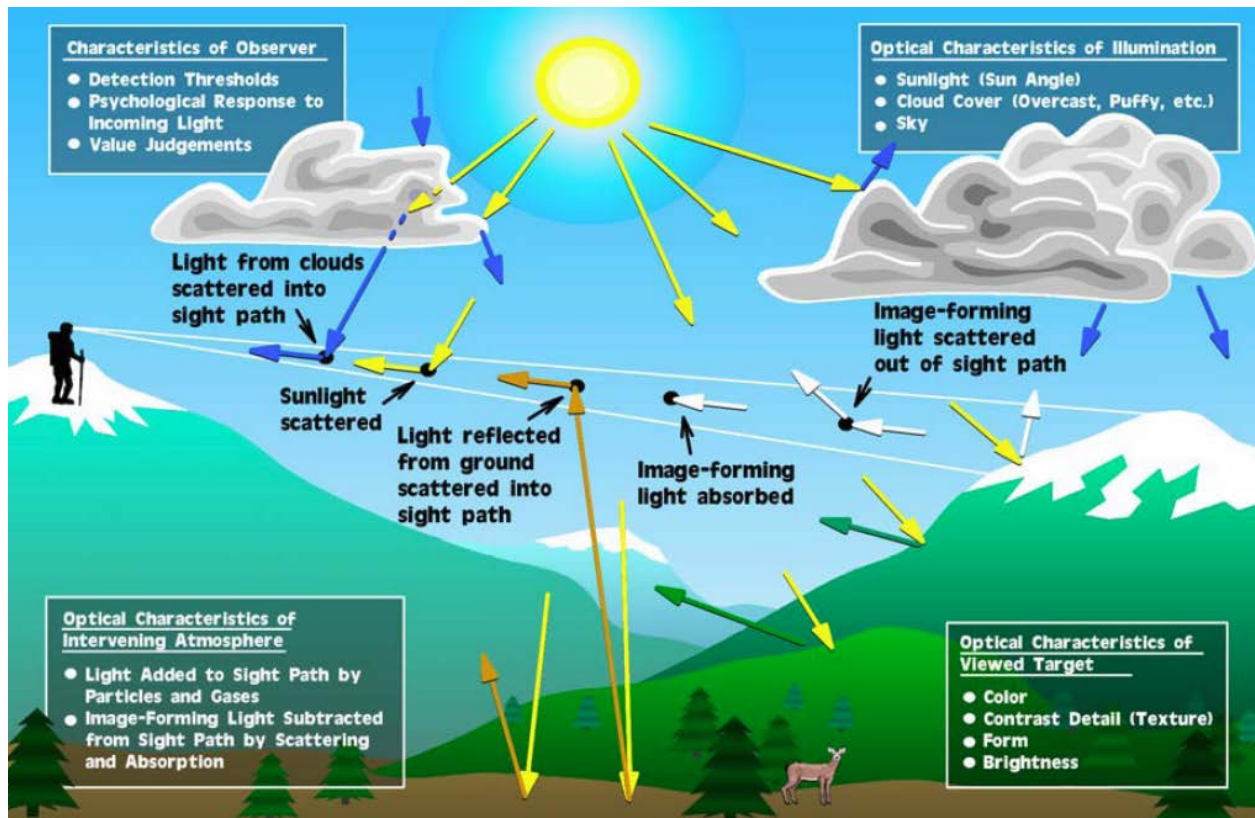 Characteristics of Observer
● Detection Thresholds
● Psychological Response to
Incoming Light
● Value Judgements
Optical Characteristics of Illumination
● Sunlight (Sun Angle)
● Cloud Cover (Overcast, Puffy, etc.)
● Sky
Light from clouds
scattered into
sight path
Image-forming
light scattered
out of sight path
Sunlight
scattered
Light reflected
from ground
scattered into
sight path
Image-forming
light absorbed
Optical Characteristics of
Intervening Atmosphere
● Light Added to Sight Path by
Particles and Gases
● Image-Forming Light Subtracted
from Sight Path by Scattering
and Absorption
Optical Characteristics of
Viewed Target
● Color
● Contrast Detail (Texture)
● Form
● Brightness